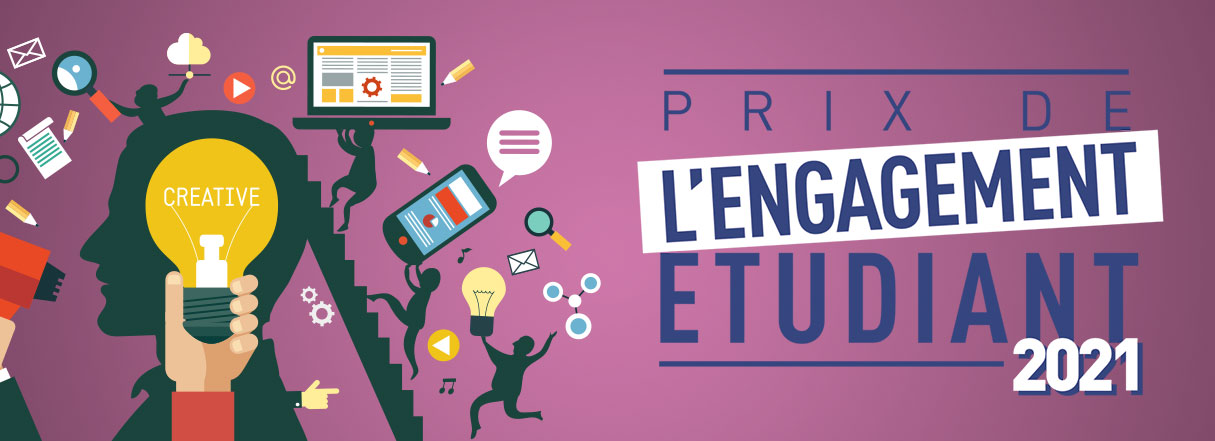 CREATIVE
@
PRIX DE
L'ENGAGEMENT
ETUDIANT
2021